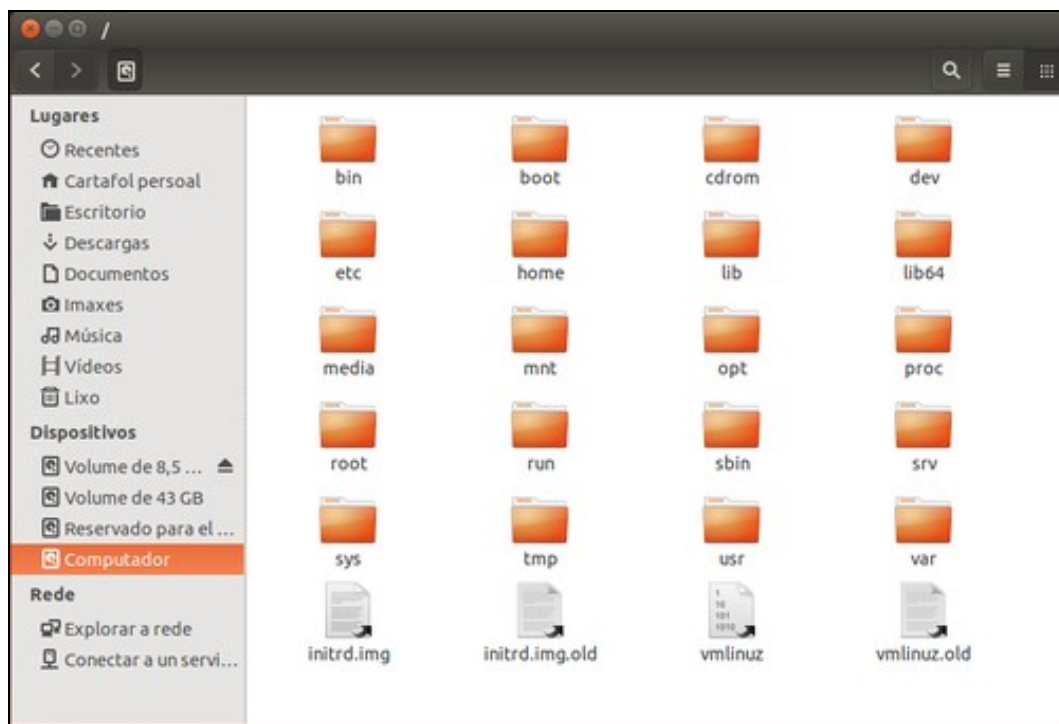 /
Lugares
Recentes
Cartafol persoal
Escritorio
Descargas
Documentos
Imaxes
Música
Vídeos
Lixo
Dispositivos
Volume de 8,5 ...
Volume de 43 GB
Reservado para el ...
Computador
Rede
Explorar a rede
Conectar a un servi...
bin boot cdrom dev
etc home lib lib64
media mnt opt proc
root run sbin srv
sys tmp usr var
initrd.img initrd.img.old vmlinuz vmlinuz.old